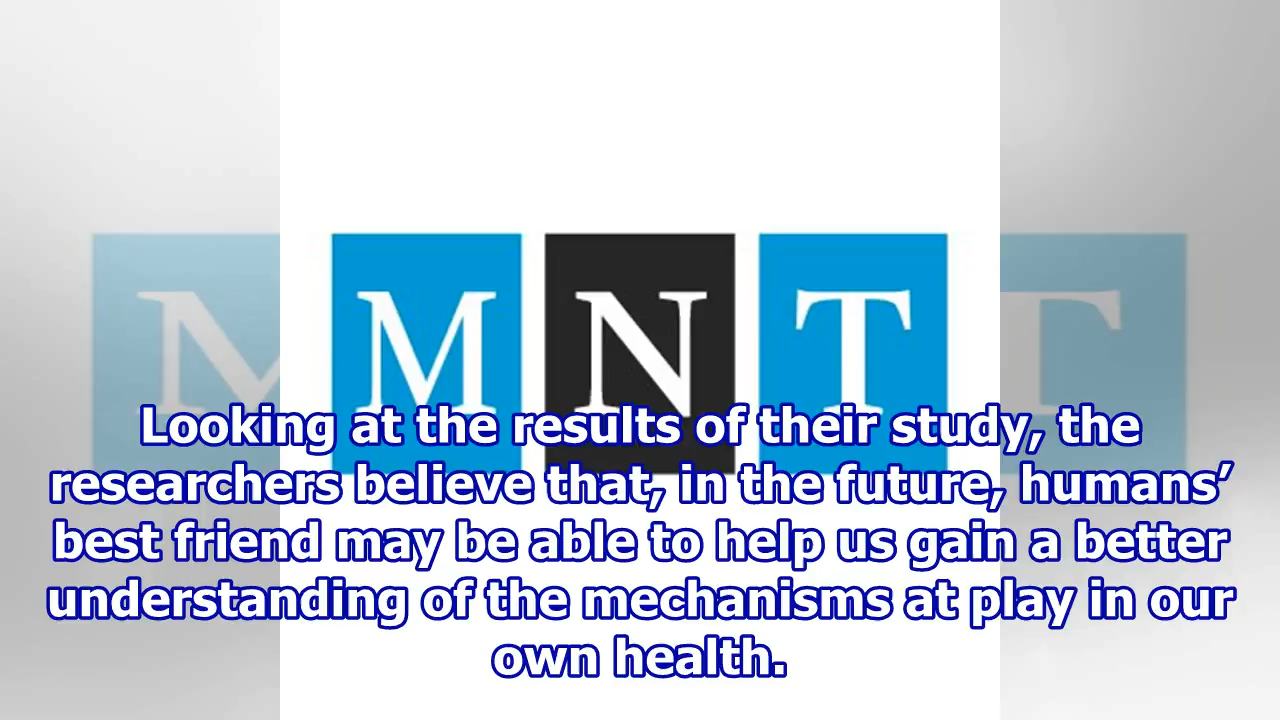 M N T
M T
Looking at the results of their study, the
researchers believe that, in the future, humans’
best friend may be able to help us gain a better
understanding of the mechanisms at play in our
own health.